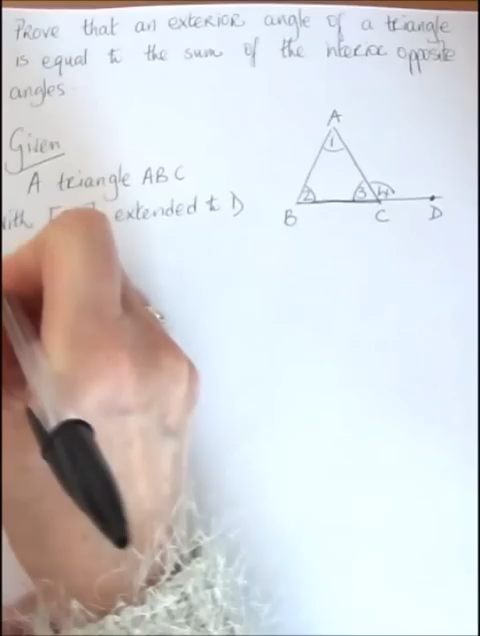 Prove that an exterior angle of a triangle
is equal to the sum of the interior opposite
angles
Given
A triangle ABC
with extended to D
A
1
2
3
4
B
C
D